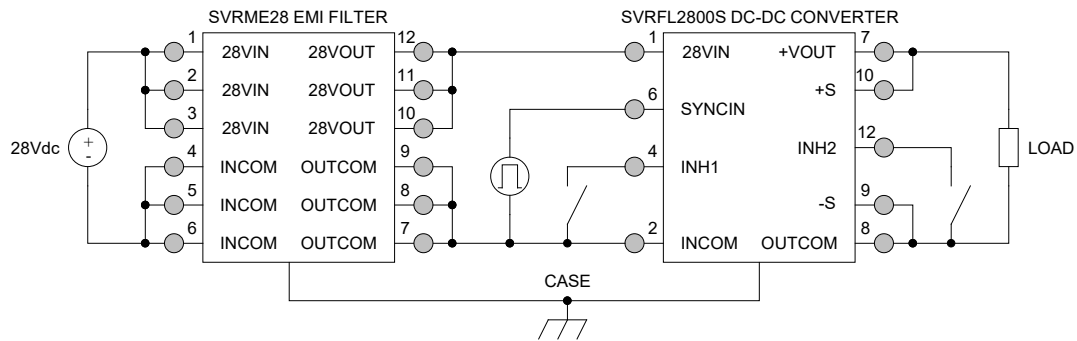 SVRME28 EMI FILTER
SVRFL2800S DC-DC CONVERTER
1 28VIN 28VOUT 12
2 28VIN 28VOUT 11
3 28VIN 28VOUT 10
4 INCOM OUTCOM 9
5 INCOM OUTCOM 8
6 INCOM OUTCOM 7
28Vdc
+
-
1 28VIN +VOUT 7
+S 10
6 SYNCIN
INH2 12
4 INH1
-S 9
2 INCOM OUTCOM 8
LOAD
CASE